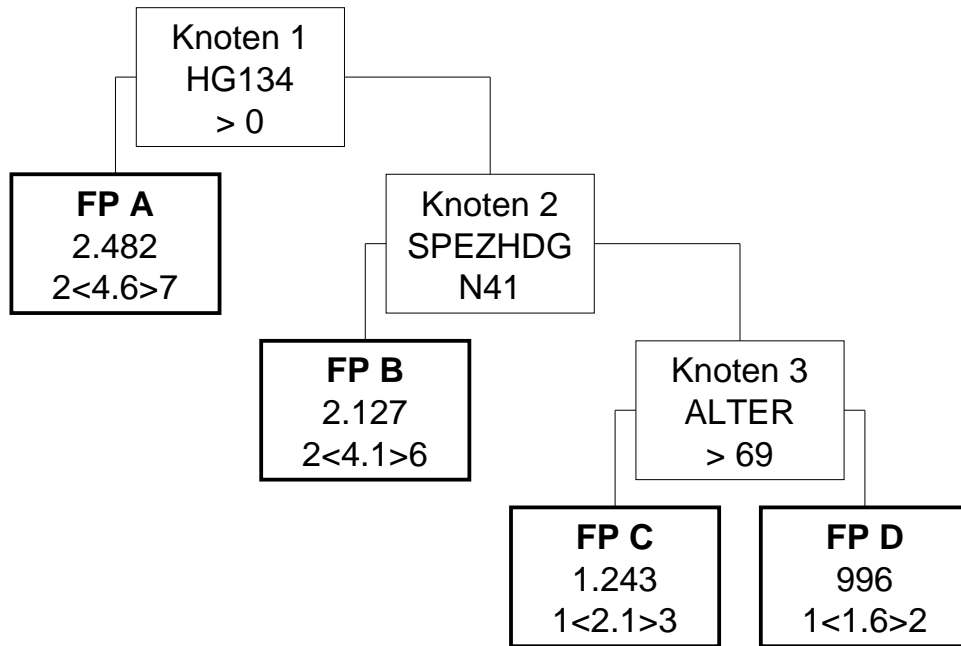 Knoten 1
HG134
> 0
FP A
2.482
2<4.6>7
Knoten 2
SPEZHDG
N41
FP B
2.127
2<4.1>6
Knoten 3
ALTER
> 69
FP C
1.243
1<2.1>3
FP D
996
1<1.6>2